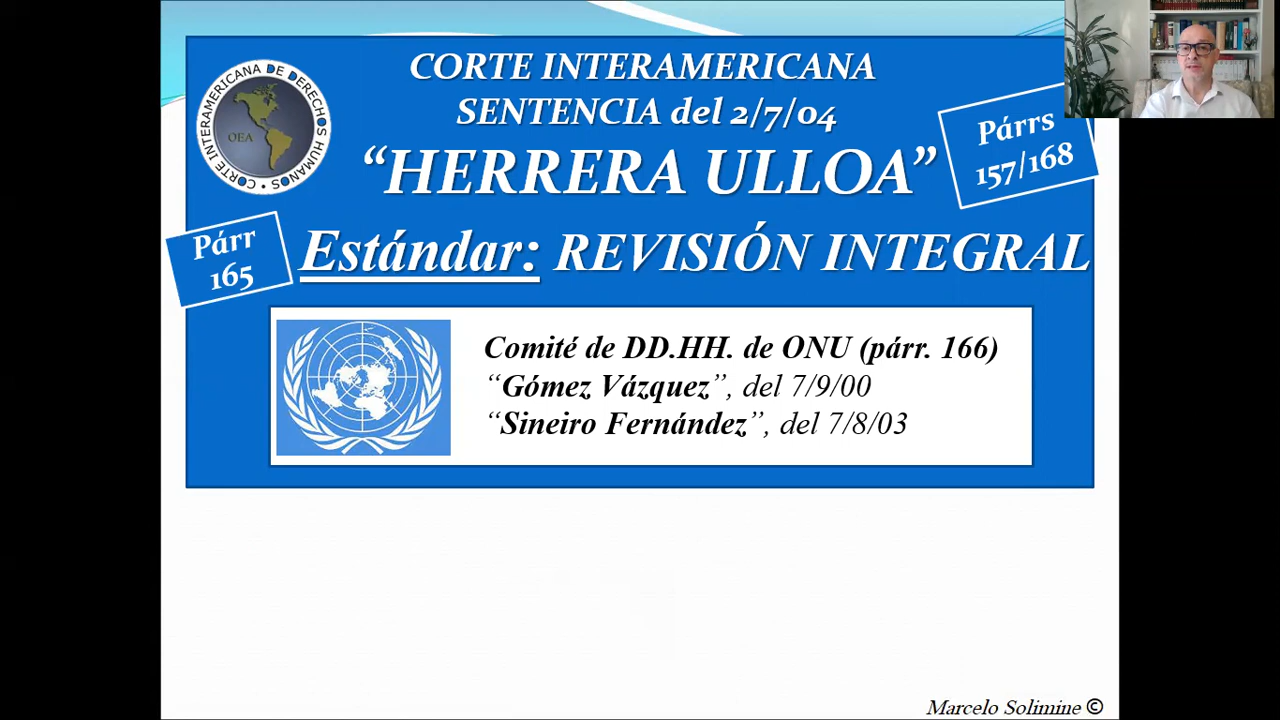 CORTE INTERAMERICANA
SENTENCIA del 2/7/04
“HERRERA ULLOA”
Párrs
157/168
CORTE INTERAMERICANA DE DERECHOS HUMANOS •
OEA
Párr
165
Estándar: REVISIÓN INTEGRAL
Comité de DD.HH. de ONU (párr. 166)
“Gómez Vázquez”, del 7/9/00
“Sineiro Fernández”, del 7/8/03
Marcelo Solimine ©